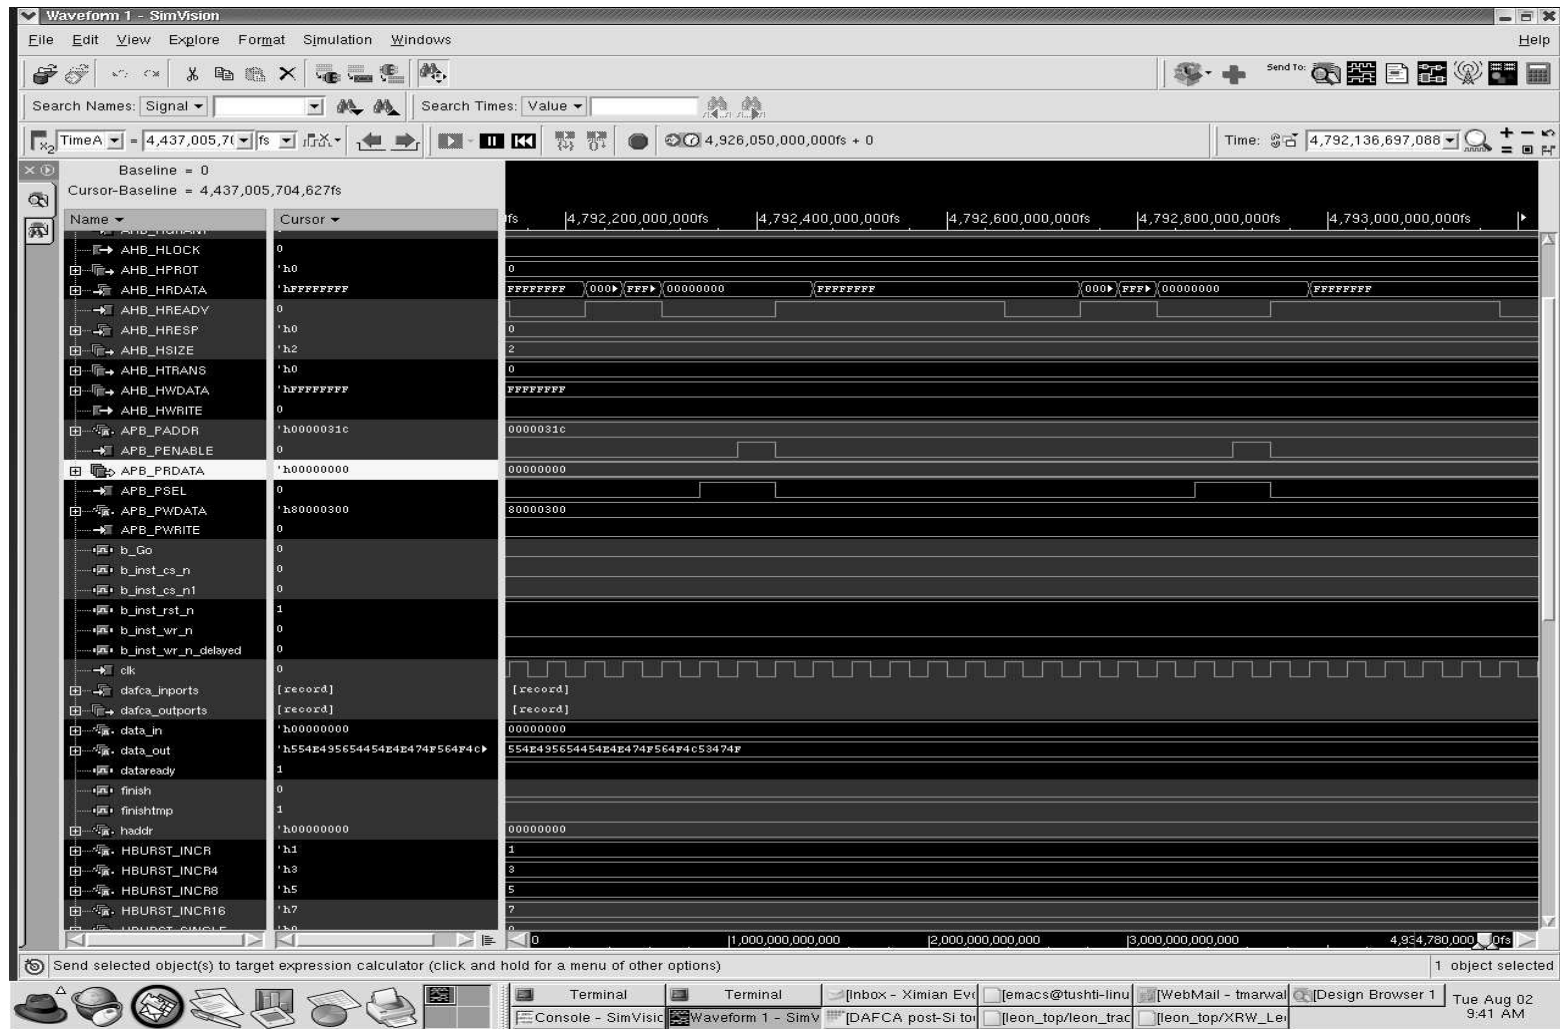 Waveform 1 - SimVision
File Edit View Explore Format Simulation Windows Help
Send To:
Search Names: Signal Search Times: Value
TimeA = 4,437,005,7( fs 4,926,050,000,000fs + 0 Time: 4,792,136,697,088
Baseline = 0
Cursor-Baseline = 4,437,005,704,627fs
Name Cursor fs 4,792,200,000,000fs 4,792,400,000,000fs 4,792,600,000,000fs 4,792,800,000,000fs 4,793,000,000,000fs
AHB_HLOCK 0
AHB_HPROT 'h0 0
AHB_HRDATA 'hFFFFFFFF FFFFFFFF 000 FFF 00000000 FFFFFFFF 000 FFF 00000000 FFFFFFFF
AHB_HREADY 0
AHB_HRESP 'h0 0
AHB_HSIZE 'h2 2
AHB_HTRANS 'h0 0
AHB_HWDATA 'hFFFFFFFF FFFFFFFF
AHB_HWRITE 0
APB_PADDR 'h0000031c 0000031c
APB_PENABLE 0
APB_PRDATA 'h00000000 00000000
APB_PSEL 0
APB_PWDATA 'h80000300 80000300
APB_PWRITE 0
b_Go 0
b_inst_cs_n 0
b_inst_cs_n1 0
b_inst_rst_n 1
b_inst_wr_n 0
b_inst_wr_n_delayed 0
clk 0
dafca_inports [record] [record]
dafca_outports [record] [record]
data_in 'h00000000 00000000
data_out 'h554E495654454E4E474F564F4C 554E495654454E4E474F564F4C53474F
dataready 1
finish 0
finishtmp 1
haddr 'h00000000 00000000
HBURST_INCR 'h1 1
HBURST_INCR4 'h3 3
HBURST_INCR8 'h5 5
HBURST_INCR16 'h7 7
0 1,000,000,000,000 2,000,000,000,000 3,000,000,000,000 4,934,780,000 0fs
Send selected object(s) to target expression calculator (click and hold for a menu of other options) 1 object selected
Terminal Terminal [Inbox - Ximian Eve [emacs@tushti-linu [WebMail - tmarwal [Design Browser 1 Tue Aug 02
Console - SimVisic Waveform 1 - SimV [DAFCA post-Si to [leon_top/leon_trac [leon_top/XRW_Le 9:41 AM